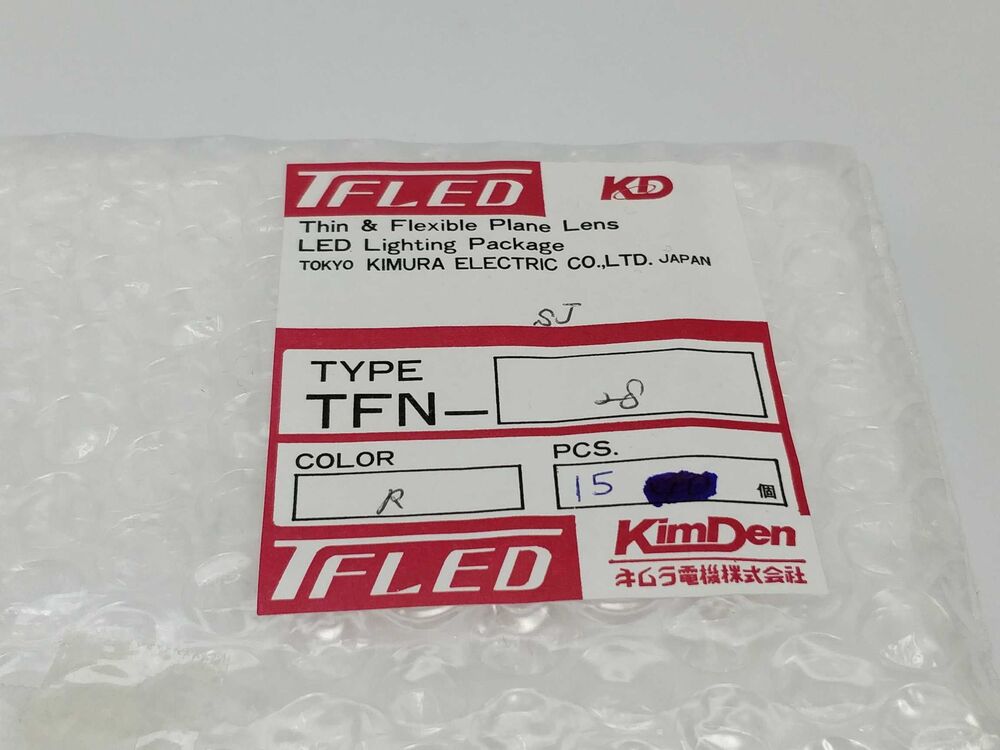 TFLED KD
Thin & Flexible Plane Lens
LED Lighting Package
TOKYO KIMURA ELECTRIC CO.,LTD. JAPAN
SJ
TYPE
TFN- -8
COLOR PCS.
R 15 個
TFLED KimDen
キムラ電機株式会社